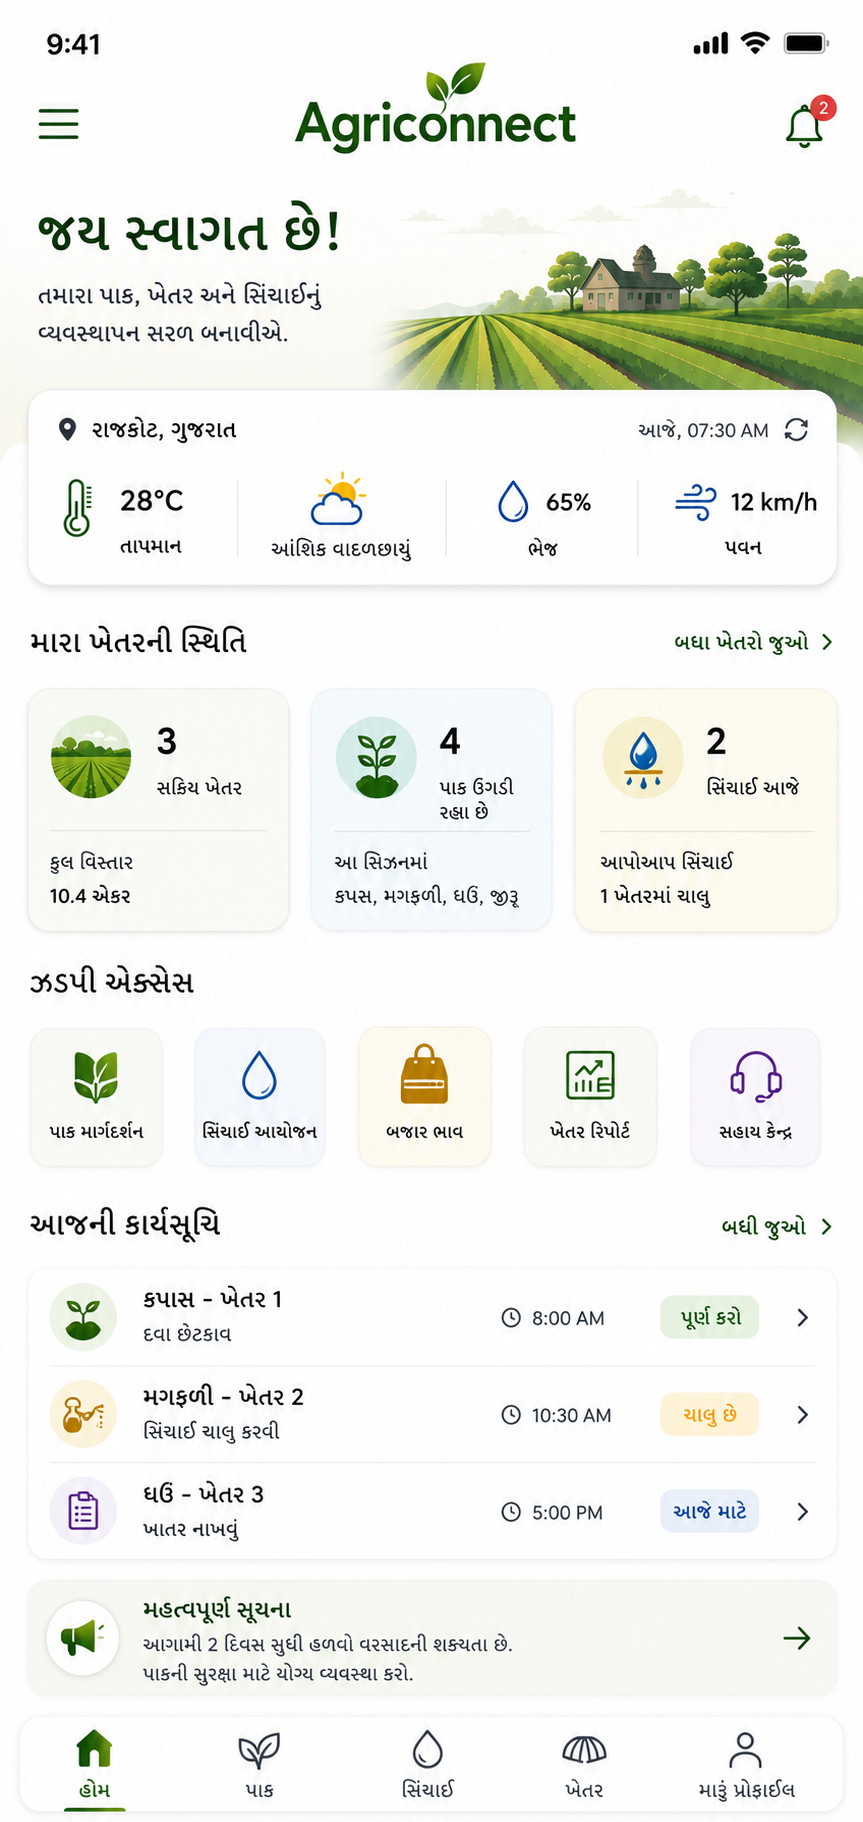 9:41
Agriconnect
2
જય સ્વાગત છે!
તમારા પાક, ખેતર અને સિંચાઈનું
વ્યવસ્થાપન સરળ બનાવીએ.
રાજકોટ, ગુજરાત
આજે, 07:30 AM
28°C
તાપમાન
આંશિક વાદળછાયું
65%
ભેજ
12 km/h
પવન
મારા ખેતરની સ્થિતિ
બધા ખેતરો જુઓ
3
સક્રિય ખેતર
કુલ વિસ્તાર
10.4 એકર
4
પાક ઉગડી
રહ્યા છે
આ સિઝનમાં
કપસ, મગફળી, ઘઉં, જીરૂ
2
સિંચાઈ આજે
આપોઆપ સિંચાઈ
1 ખેતરમાં ચાલુ
ઝડપી એક્સેસ
પાક માર્ગદર્શન
સિંચાઈ આયોજન
બજાર ભાવ
ખેતર રિપોર્ટ
સહાય કેન્દ્ર
આજની કાર્યસૂચિ
બધી જુઓ
કપાસ - ખેતર 1
દવા છેટકાવ
8:00 AM
પૂર્ણ કરો
મગફળી - ખેતર 2
સિંચાઈ ચાલુ કરવી
10:30 AM
ચાલુ છે
ઘઉં - ખેતર 3
ખાતર નાખવું
5:00 PM
આજે માટે
મહત્વપૂર્ણ સૂચના
આગામી 2 દિવસ સુધી હળવો વરસાદની શક્યતા છે.
પાકની સુરક્ષા માટે યોગ્ય વ્યવસ્થા કરો.
હોમ
પાક
સિંચાઈ
ખેતર
મારું પ્રોફાઈલ